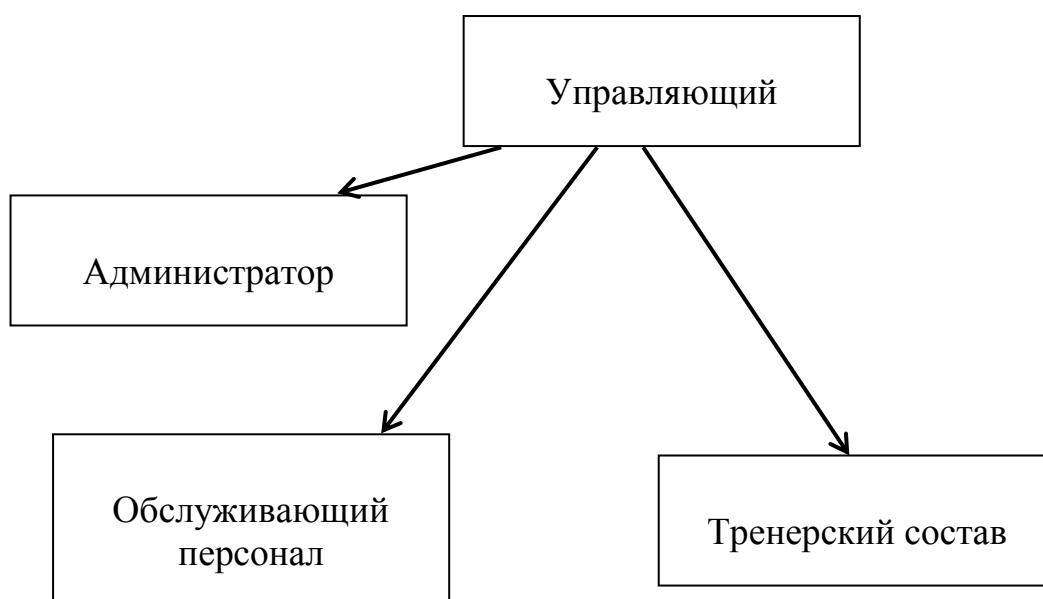 Управляющий
Администратор
Обслуживающий
персонал
Тренерский состав